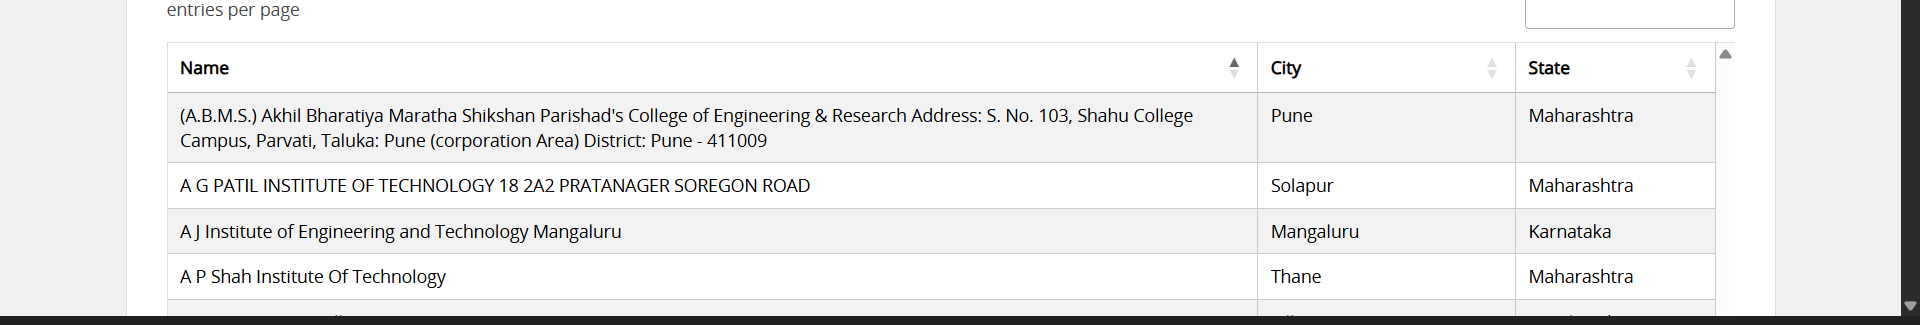 entries per page
Name
City
State
(A.B.M.S.) Akhil Bharatiya Maratha Shikshan Parishad's College of Engineering & Research Address: S. No. 103, Shahu College
Campus, Parvati, Taluka: Pune (corporation Area) District: Pune - 411009
Pune
Maharashtra
A G PATIL INSTITUTE OF TECHNOLOGY 18 2A2 PRATANAGER SOREGON ROAD
Solapur
Maharashtra
A J Institute of Engineering and Technology Mangaluru
Mangaluru
Karnataka
A P Shah Institute Of Technology
Thane
Maharashtra